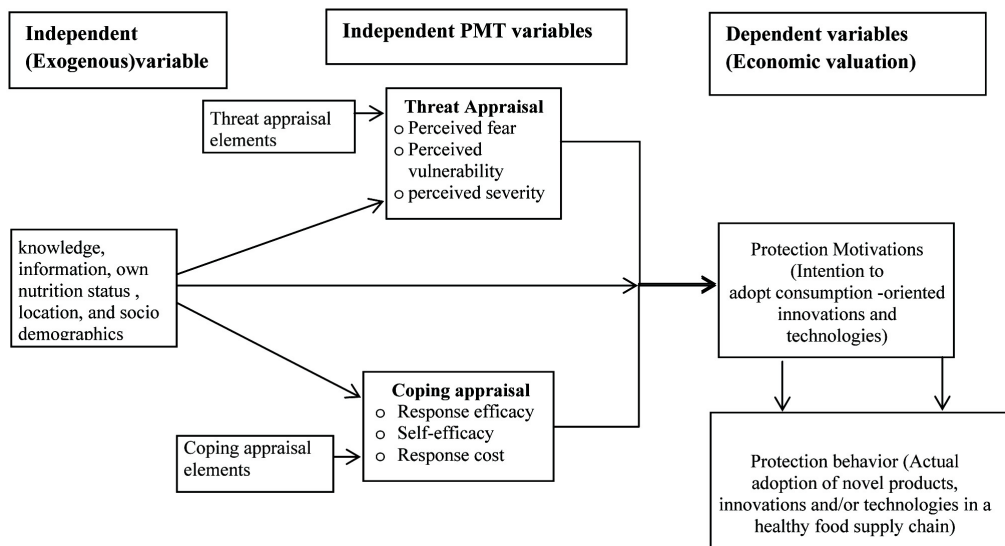 Independent
(Exogenous)variable
Independent PMT variables
Dependent variables
(Economic valuation)
Threat appraisal
elements
Threat Appraisal
○ Perceived fear
○ Perceived
vulnerability
○ perceived severity
knowledge,
information, own
nutrition status ,
location, and socio
demographics
Protection Motivations
(Intention to
adopt consumption -oriented
innovations and
technologies)
Coping appraisal
○ Response efficacy
○ Self-efficacy
○ Response cost
Coping appraisal
elements
Protection behavior (Actual
adoption of novel products,
innovations and/or technologies in a
healthy food supply chain)